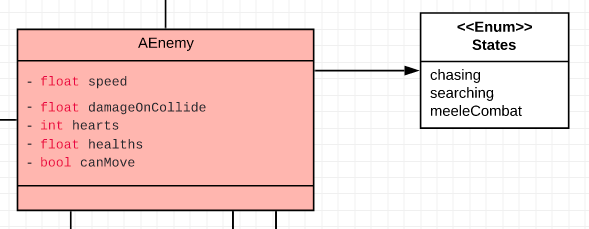 AEnemy
- float speed
- float damageOnCollide
- int hearts
- float healths
- bool canMove
<<Enum>>
States
chasing
searching
meeleCombat